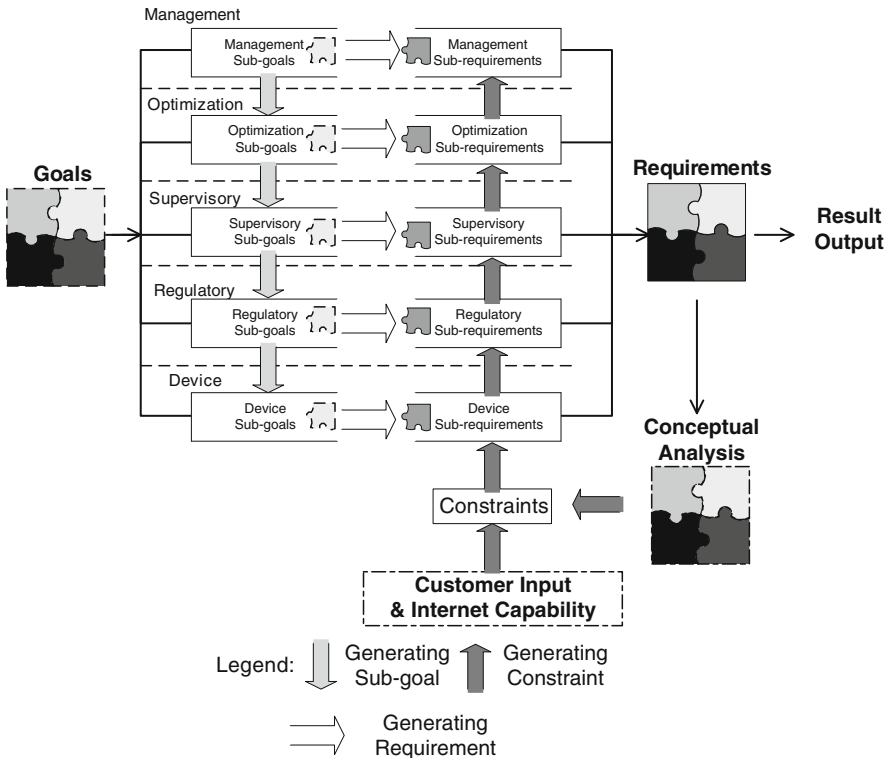 Management
Management
Sub-goals
Management
Sub-requirements
Optimization
Optimization
Sub-goals
Optimization
Sub-requirements
Goals
Requirements
Supervisory
Supervisory
Sub-goals
Supervisory
Sub-requirements
Result
Output
Regulatory
Regulatory
Sub-goals
Regulatory
Sub-requirements
Device
Device
Sub-goals
Device
Sub-requirements
Conceptual
Analysis
Constraints
Customer Input
& Internet Capability
Legend:
Generating
Sub-goal
Generating
Constraint
Generating
Requirement